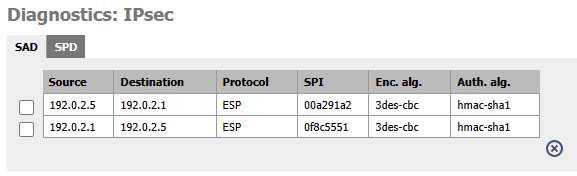 Diagnostics: IPsec
SAD SPD
Source Destination Protocol SPI Enc. alg. Auth. alg.
192.0.2.5 192.0.2.1 ESP 00a291a2 3des-cbc hmac-sha1
192.0.2.1 192.0.2.5 ESP 0f8c5551 3des-cbc hmac-sha1